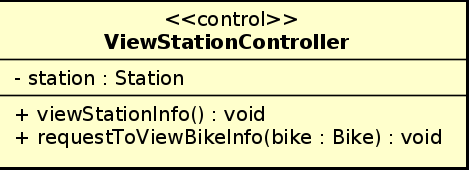 <<control>>
ViewStationController
- station : Station
+ viewStationInfo() : void
+ requestToViewBikeInfo(bike : Bike) : void